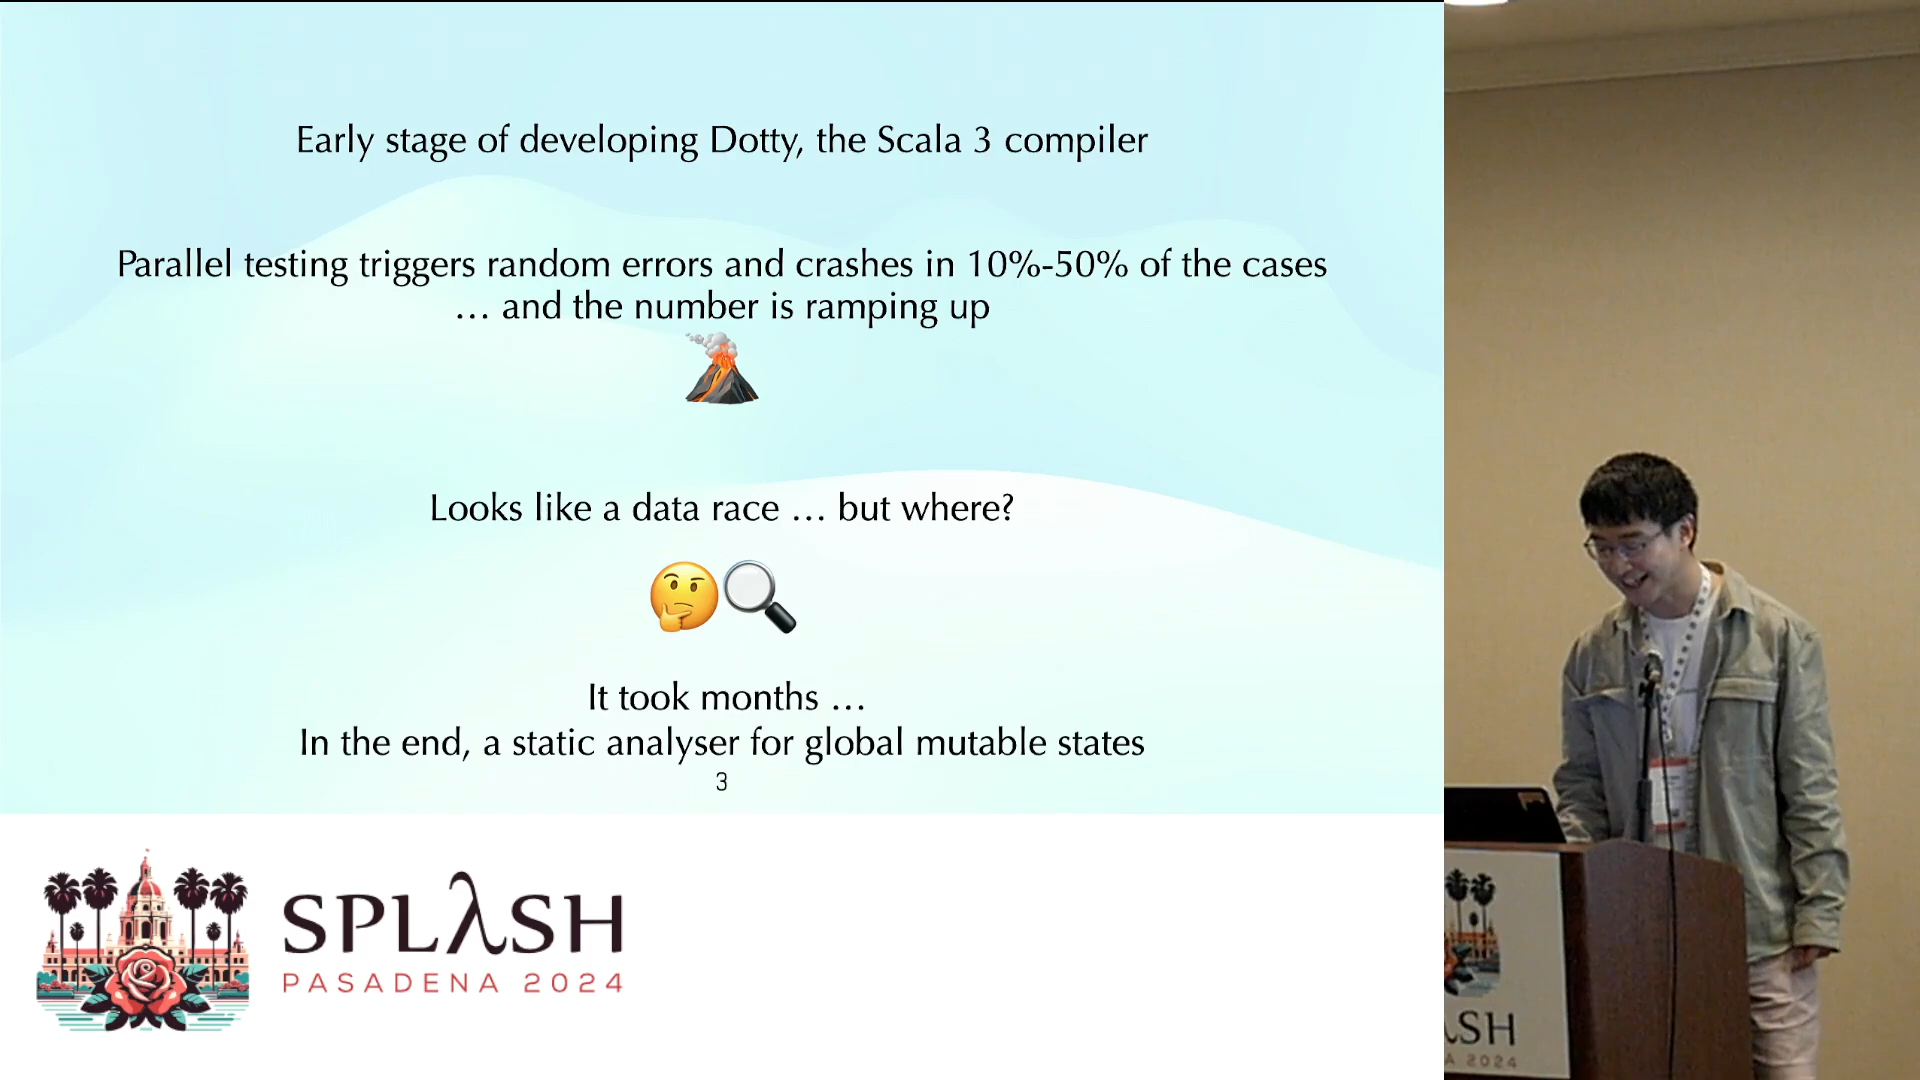 Early stage of developing Dotty, the Scala 3 compiler
Parallel testing triggers random errors and crashes in 10%-50% of the cases
… and the number is ramping up
Looks like a data race … but where?
It took months …
In the end, a static analyser for global mutable states
3
SPLλSH
PASADENA 2024
λSH
A 2024